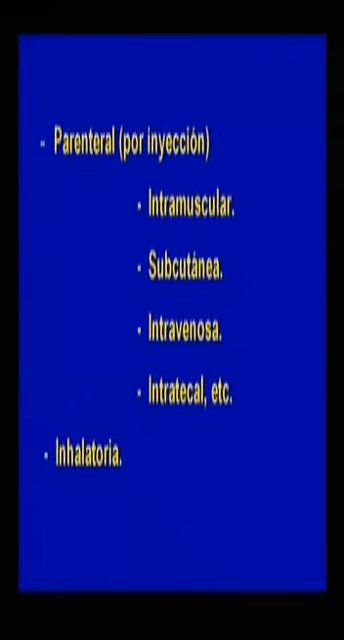 - Parenteral (por inyección)
- Intramuscular.
- Subcutánea.
- Intravenosa.
- Intratecal, etc.
- Inhalatoria.